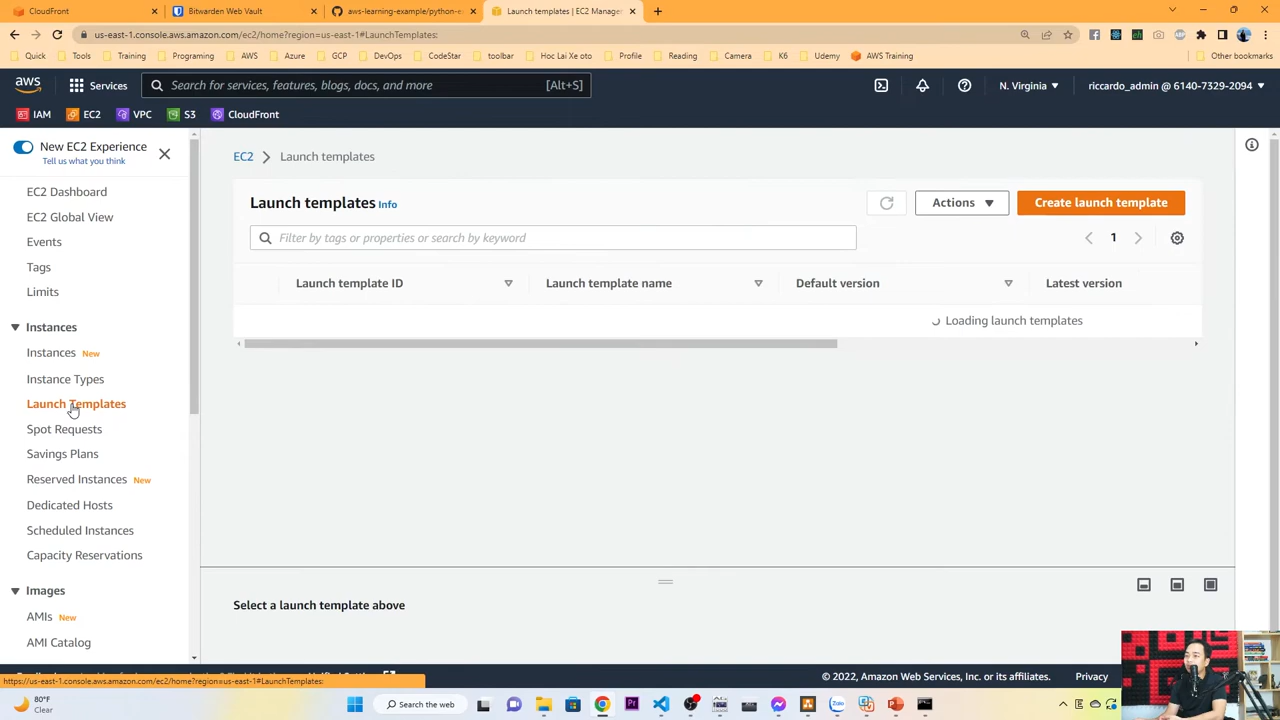 CloudFront
Bitwarden Web Vault
aws-learning-example/python-e
Launch templates | EC2 Manage
us-east-1.console.aws.amazon.com/ec2/home?region=us-east-1#LaunchTemplates:
Quick
Tools
Training
Programing
AWS
Azure
GCP
DevOps
CodeStar
toolbar
Hoc Lai Xe oto
Profile
Reading
Camera
K6
Udemy
AWS Training
Other bookmarks
aws
Services
Search for services, features, blogs, docs, and more
[Alt+S]
N. Virginia
riccardo_admin @ 6140-7329-2094
IAM
EC2
VPC
S3
CloudFront
New EC2 Experience
Tell us what you think
EC2 Dashboard
EC2 Global View
Events
Tags
Limits
Instances
Instances New
Instance Types
Launch Templates
Spot Requests
Savings Plans
Reserved Instances New
Dedicated Hosts
Scheduled Instances
Capacity Reservations
Images
AMIs New
AMI Catalog
EC2
Launch templates
Launch templates Info
Actions
Create launch template
Filter by tags or properties or search by keyword
1
Launch template ID
Launch template name
Default version
Latest version
Loading launch templates
Select a launch template above
https://us-east-1.console.aws.amazon.com/ec2/home?region=us-east-1#LaunchTemplates:
© 2022, Amazon Web Services, Inc. or its affiliates.
Privacy
80°F
Clear
Search the web
Zalo